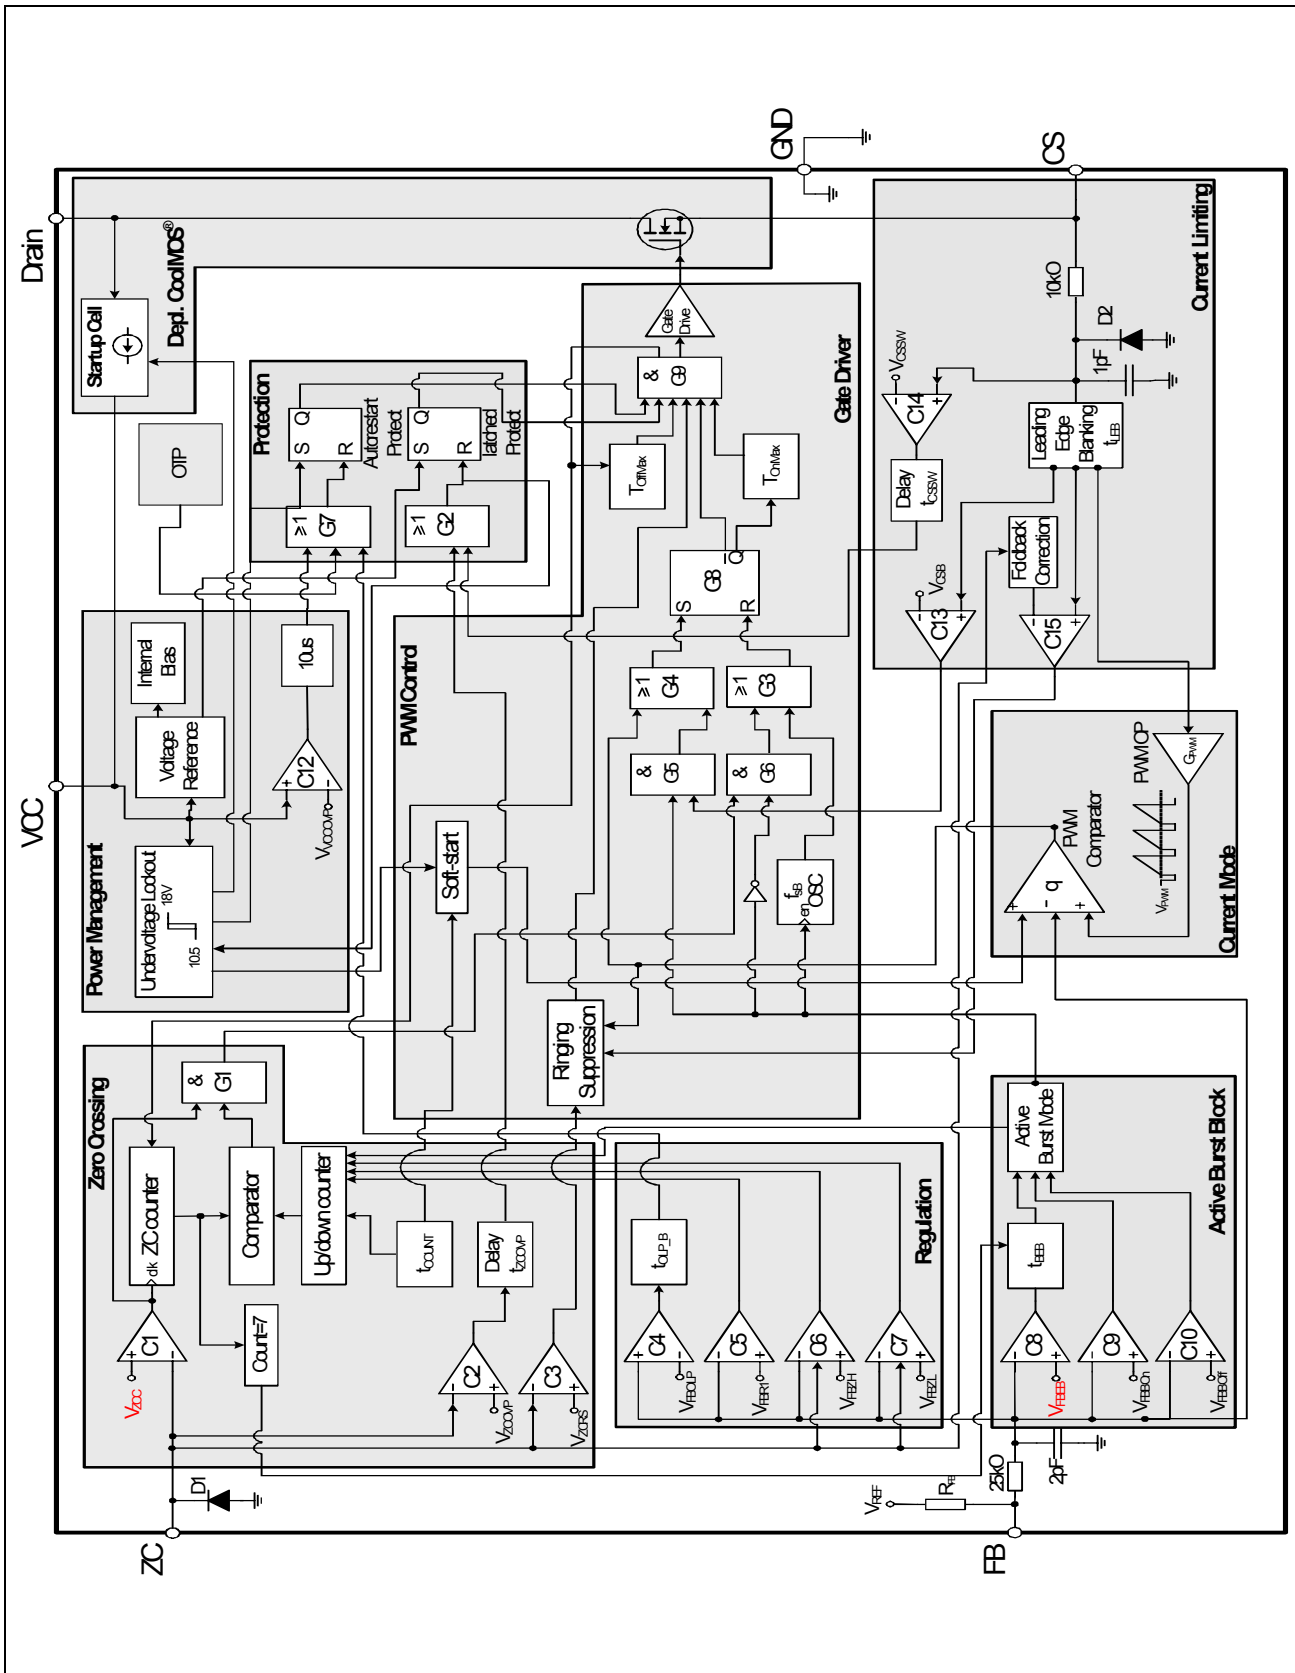 VCC
Drain
Power Management
Undervoltage Lockout
18V
10.5
Voltage
Reference
Internal
Bias
C12
+
-
VVCCOVP
10us
OTP
Startup Cell
Depl. CoolMOS®
Protection
≥1
G7
S Q
R
Autorestart
Protect
≥1
G2
S Q
R
latched
Protect
GND
ZC
D1
Zero Crossing
VZCC
+
-
C1
clk
ZC counter
&
G1
Comparator
Up/down counter
Count=7
tCOUNT
Delay
tZCOVP
-
+
C2
VZCOVP
-
+
C3
VZCRS
PWM Control
Soft-start
Ringing
Suppression
&
G5
&
G6
≥1
G4
≥1
G3
fsB
OSC
en
S
R
G8
Q
TOffMax
TOnMax
&
G9
Gate
Drive
Gate Driver
Regulation
+
-
C4
VFBOLP
tOLP_B
-
+
C5
VFBR1
-
+
C6
VFBZH
-
+
C7
VFBZL
Active Burst Block
-
+
C8
VFBEB
tBEB
-
+
C9
VFBBOn
-
+
C10
VFBBOff
Active
Burst Mode
FB
25kO
2pF
RFB
VREF
Current Mode
+
- q
+
PWM
Comparator
PWM OP
GPWM
VPWM
Current Limiting
-
+
C13
VCSB
-
+
C14
VCSSW
Delay
tCSSW
-
+
C15
Foldback
Correction
Leading
Edge
Blanking
tLEB
1pF
D2
10kO
CS